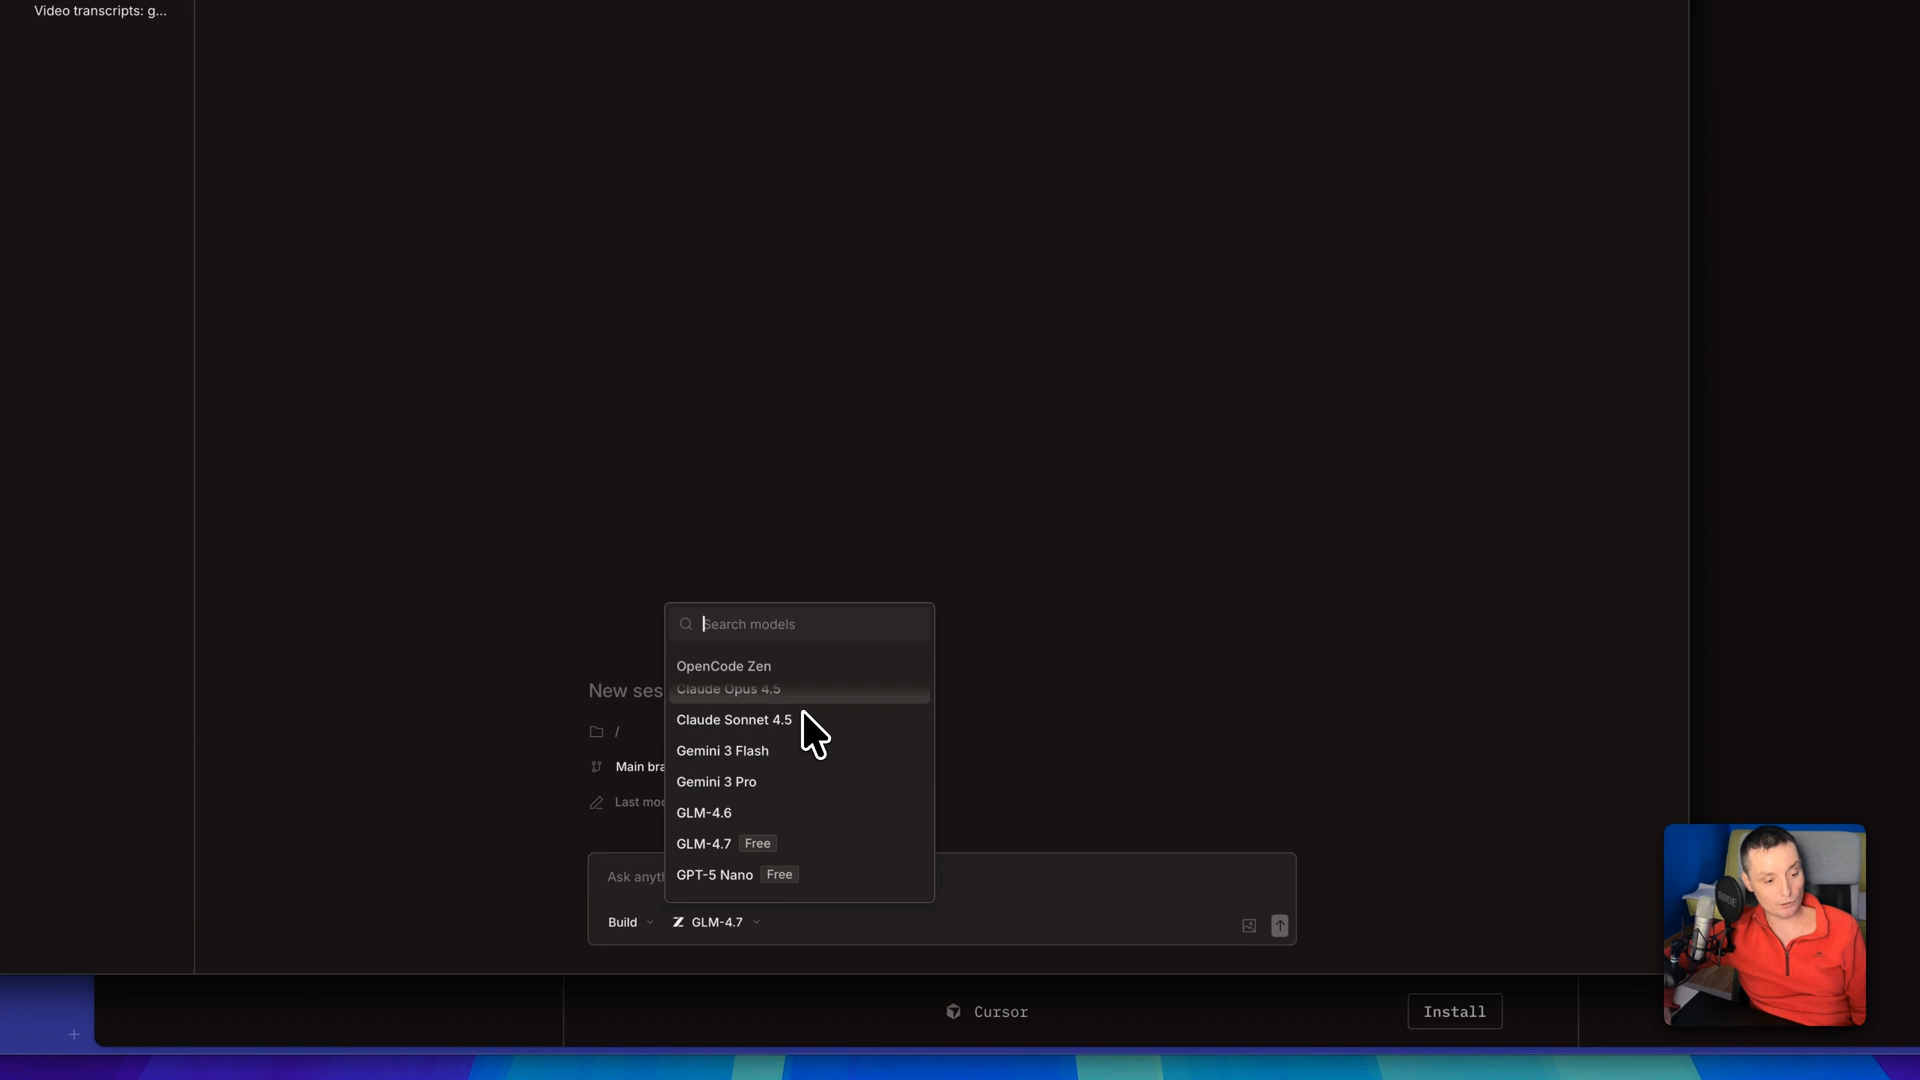 Video transcripts: g...
Search models
OpenCode Zen
Claude Opus 4.5
Claude Sonnet 4.5
Gemini 3 Flash
Gemini 3 Pro
GLM-4.6
GLM-4.7 Free
GPT-5 Nano Free
New ses
/
Main bra
Last mod
Ask anyth
Build
GLM-4.7
Cursor
Install
RODE